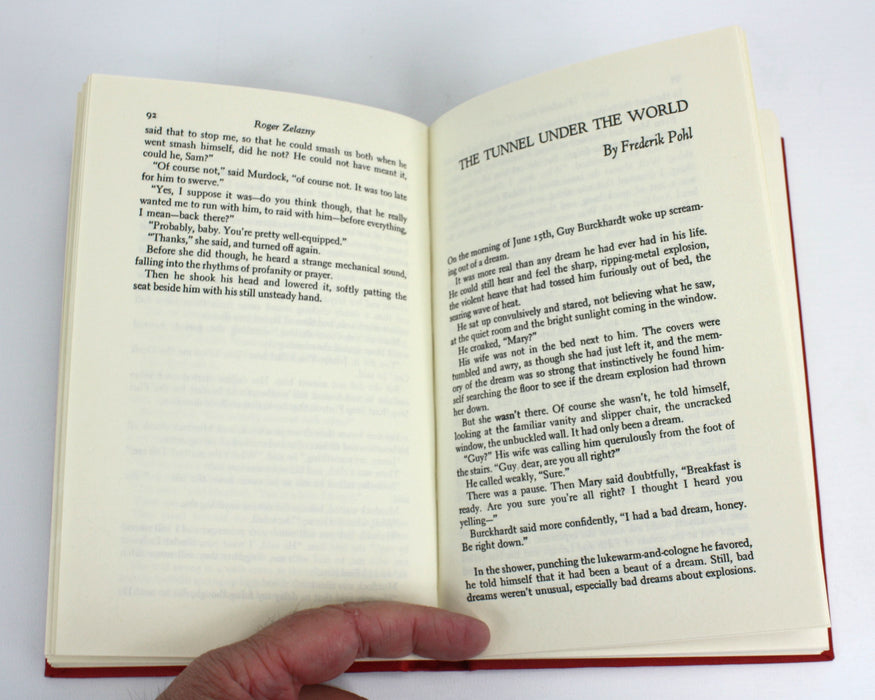 92
Roger Zelazny
said that to stop me, so that he could smash us both when he
went smash himself, did he not? He could not have meant it,
could he, Sam?"
"Of course not," said Murdock, "of course not. It was too late
for him to swerve."
"Yes, I suppose it was—do you think though, that he really
wanted me to run with him, to raid with him—before everything,
I mean—back there?"
"Probably, baby. You're pretty well-equipped."
"Thanks," she said, and turned off again.
Before she did though, he heard a strange mechanical sound,
falling into the rhythms of profanity or prayer.
Then he shook his head and lowered it, softly patting the
seat beside him with his still unsteady hand.
THE TUNNEL UNDER THE WORLD
By Frederik Pohl
On the morning of June 15th, Guy Burckhardt woke up scream-
ing out of a dream.
It was more real than any dream he had ever had in his life.
He could still hear and feel the sharp, ripping-metal explosion,
the violent heave that had tossed him furiously out of bed, the
searing wave of heat.
He sat up convulsively and stared, not believing what he saw,
at the quiet room and the bright sunlight coming in the window.
He croaked, "Mary?"
His wife was not in the bed next to him. The covers were
tumbled and awry, as though she had just left it, and the mem-
ory of the dream was so strong that instinctively he found him-
self searching the floor to see if the dream explosion had thrown
her down.
But she wasn't there. Of course she wasn't, he told himself,
looking at the familiar vanity and slipper chair, the uncracked
window, the unbuckled wall. It had only been a dream.
"Guy?" His wife was calling him querulously from the foot of
the stairs. "Guy, dear, are you all right?"
He called weakly, "Sure."
There was a pause. Then Mary said doubtfully, "Breakfast is
ready. Are you sure you're all right? I thought I heard you
yelling—"
Burckhardt said more confidently, "I had a bad dream, honey.
Be right down."
In the shower, punching the lukewarm-and-cologne he favored,
he told himself that it had been a beaut of a dream. Still, bad
dreams weren't unusual, especially bad dreams about explosions.